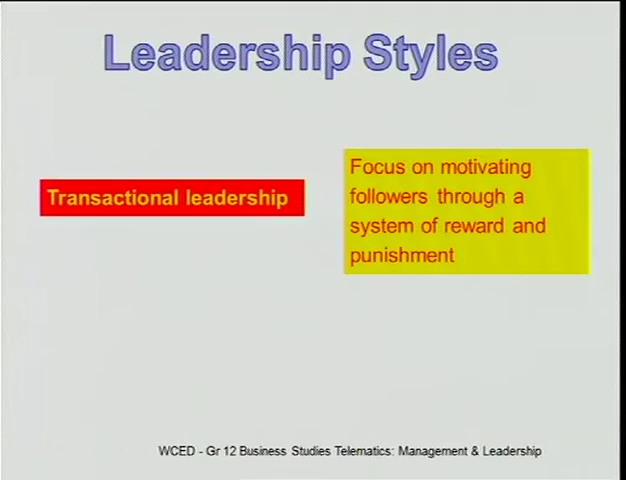 Leadership Styles
Transactional leadership
Focus on motivating
followers through a
system of reward and
punishment
WCED - Gr 12 Business Studies Telematics: Management & Leadership